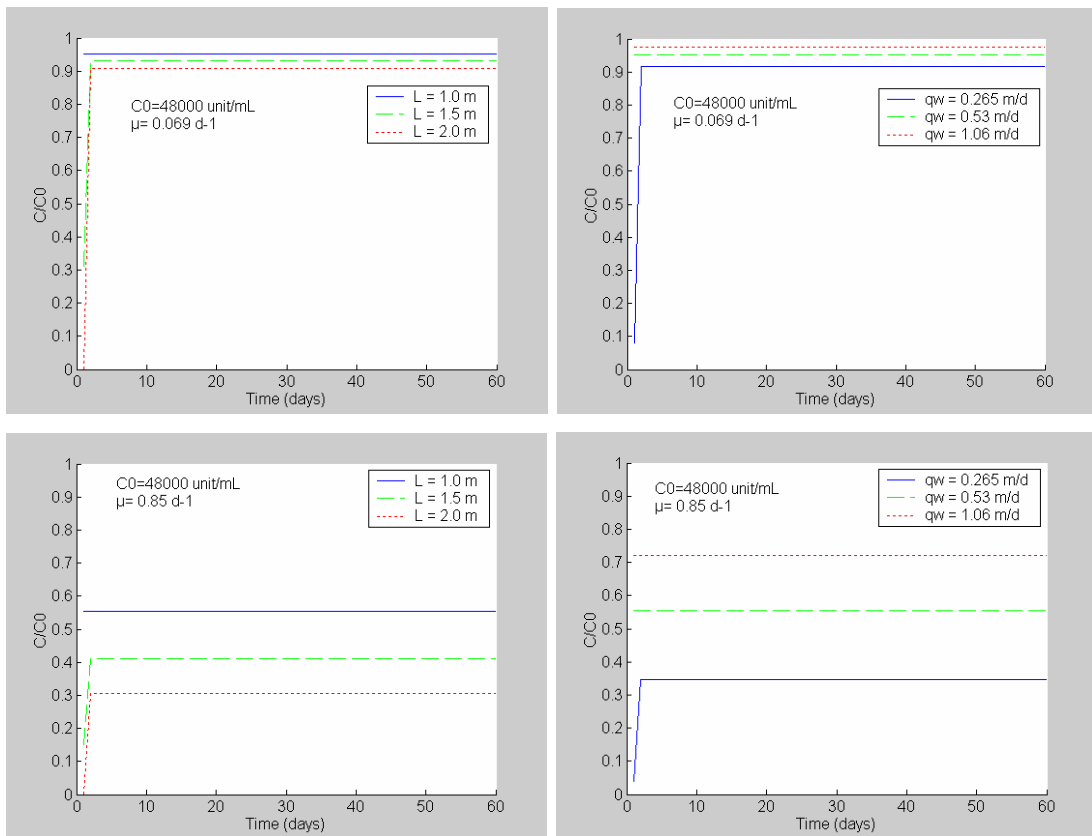 1
0.9
0.8
0.7
0.6
0.5
0.4
0.3
0.2
0.1
0
C/C0
C0=48000 unit/mL
μ= 0.069 d-1
L = 1.0 m
L = 1.5 m
L = 2.0 m
0 10 20 30 40 50 60
Time (days)
1
0.9
0.8
0.7
0.6
0.5
0.4
0.3
0.2
0.1
0
C/C0
C0=48000 unit/mL
μ= 0.069 d-1
qw = 0.265 m/d
qw = 0.53 m/d
qw = 1.06 m/d
0 10 20 30 40 50 60
Time (days)
1
0.9
0.8
0.7
0.6
0.5
0.4
0.3
0.2
0.1
0
C/C0
C0=48000 unit/mL
μ= 0.85 d-1
L = 1.0 m
L = 1.5 m
L = 2.0 m
0 10 20 30 40 50 60
Time (days)
1
0.9
0.8
0.7
0.6
0.5
0.4
0.3
0.2
0.1
0
C/C0
C0=48000 unit/mL
μ= 0.85 d-1
qw = 0.265 m/d
qw = 0.53 m/d
qw = 1.06 m/d
0 10 20 30 40 50 60
Time (days)